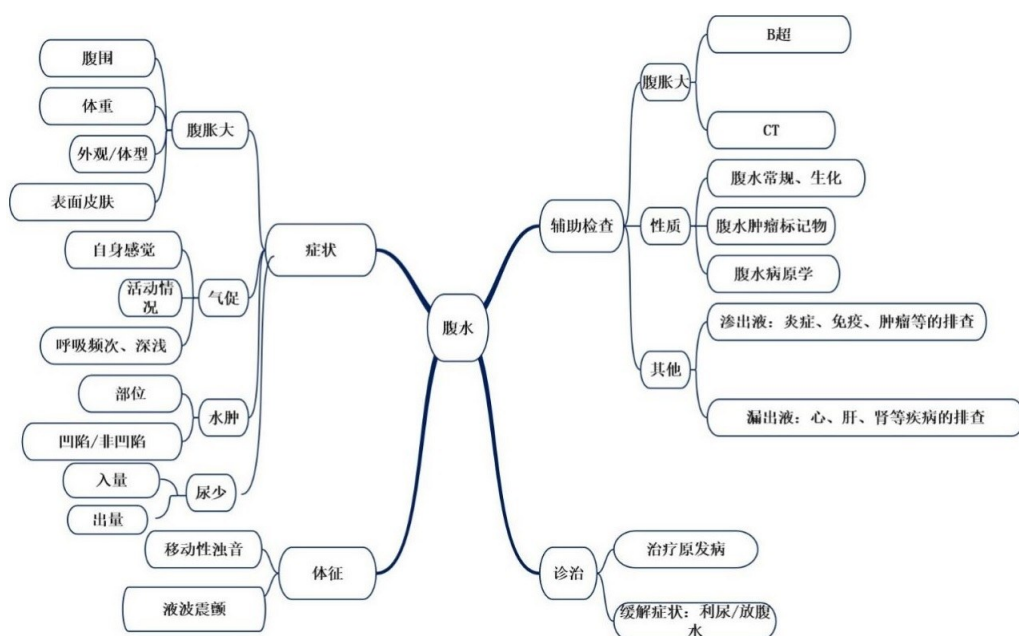 腹水
症状
腹胀大
腹围
体重
外观/体型
表面皮肤
气促
自身感觉
活动情
况
呼吸频次、深浅
水肿
部位
凹陷/非凹陷
尿少
入量
出量
体征
移动性浊音
液波震颤
辅助检查
腹胀大
B超
CT
性质
腹水常规、生化
腹水肿瘤标记物
腹水病原学
其他
渗出液：炎症、免疫、肿瘤等的排查
漏出液：心、肝、肾等疾病的排查
诊治
治疗原发病
缓解症状：利尿/放腹
水